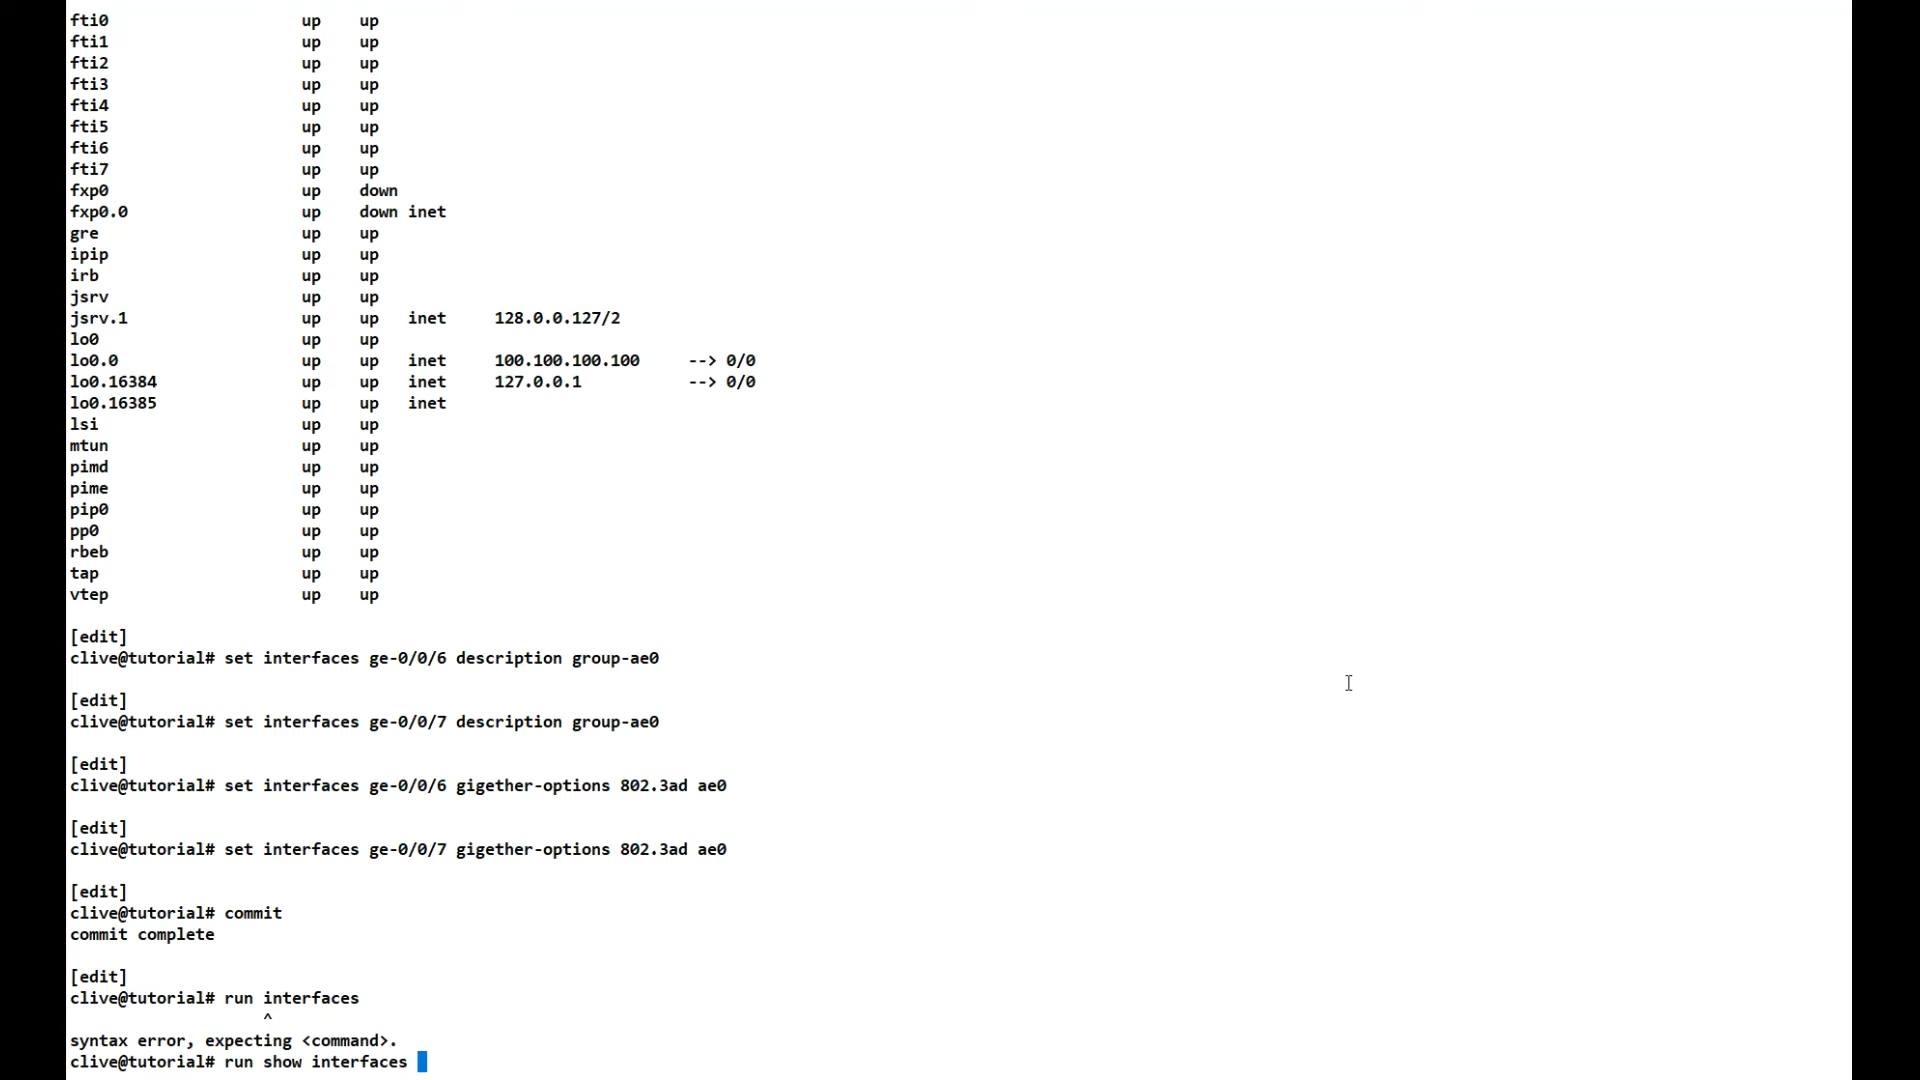 fti0 up up
fti1 up up
fti2 up up
fti3 up up
fti4 up up
fti5 up up
fti6 up up
fti7 up up
fxp0 up down
fxp0.0 up down inet
gre up up
ipip up up
irb up up
jsrv up up
jsrv.1 up up inet 128.0.0.127/2
lo0 up up
lo0.0 up up inet 100.100.100.100 --> 0/0
lo0.16384 up up inet 127.0.0.1 --> 0/0
lo0.16385 up up inet
lsi up up
mtun up up
pimd up up
pime up up
pip0 up up
pp0 up up
rbeb up up
tap up up
vtep up up
[edit]
clive@tutorial# set interfaces ge-0/0/6 description group-ae0
[edit]
clive@tutorial# set interfaces ge-0/0/7 description group-ae0
[edit]
clive@tutorial# set interfaces ge-0/0/6 gigether-options 802.3ad ae0
[edit]
clive@tutorial# set interfaces ge-0/0/7 gigether-options 802.3ad ae0
[edit]
clive@tutorial# commit
commit complete
[edit]
clive@tutorial# run interfaces
^
syntax error, expecting <command>.
clive@tutorial# run show interfaces